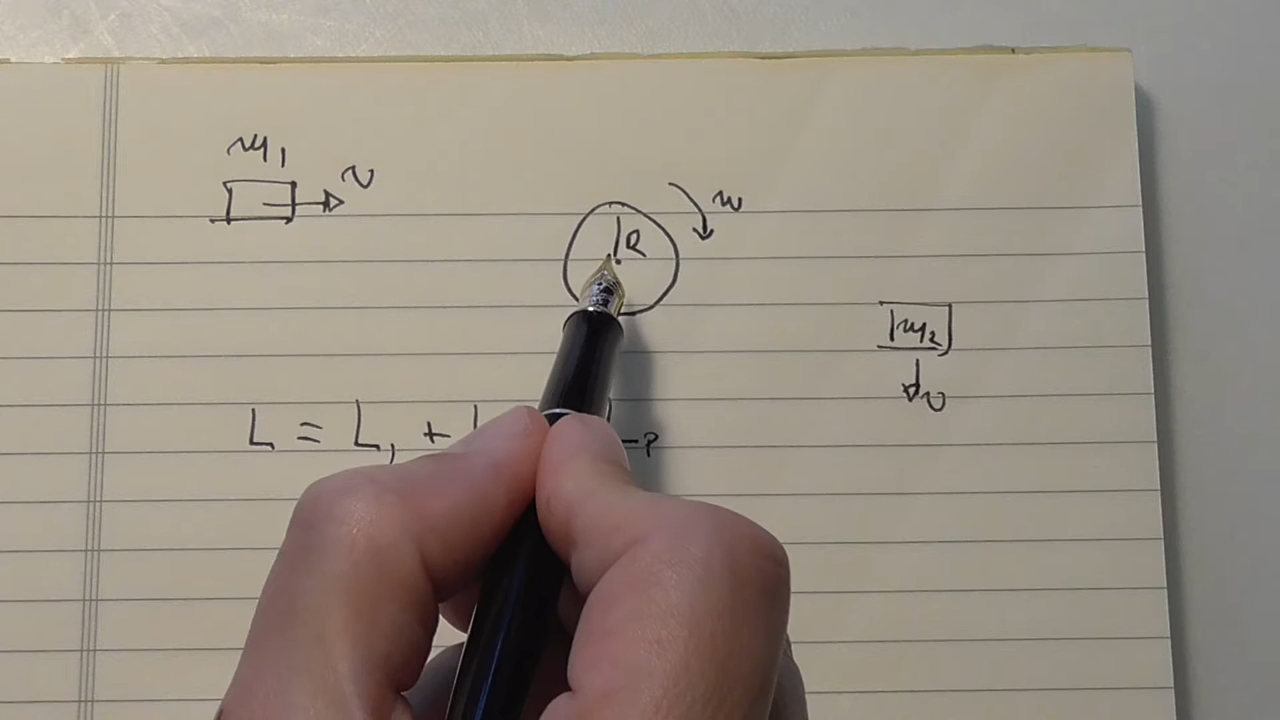 m₁
v
ω
R
m₂
v
L = L₁ +